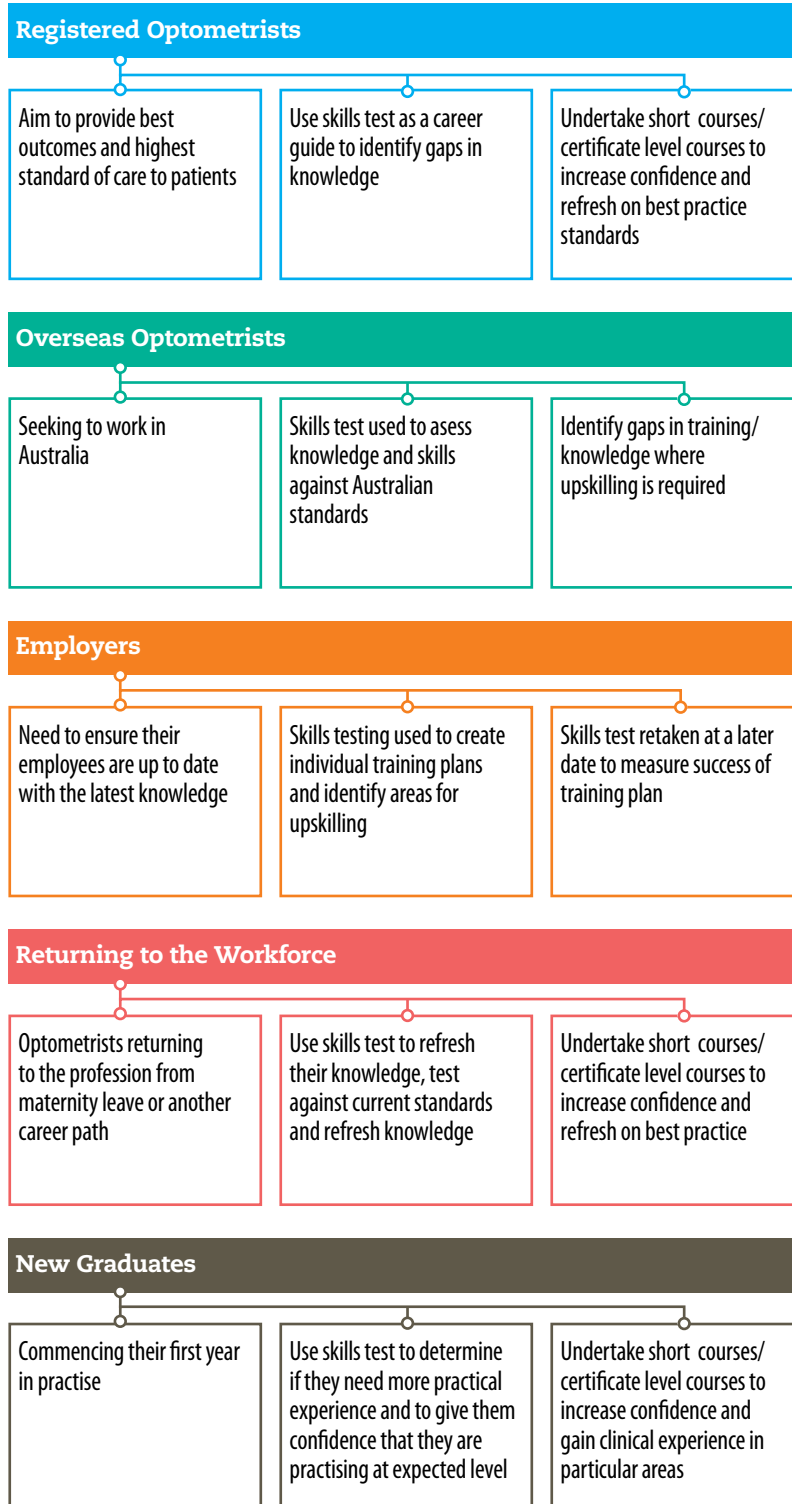 Registered Optometrists
Aim to provide best
outcomes and highest
standard of care to patients
Use skills test as a career
guide to identify gaps in
knowledge
Undertake short courses/
certificate level courses to
increase confidence and
refresh on best practice
standards
Overseas Optometrists
Seeking to work in
Australia
Skills test used to asess
knowledge and skills
against Australian
standards
Identify gaps in training/
knowledge where
upskilling is required
Employers
Need to ensure their
employees are up to date
with the latest knowledge
Skills testing used to create
individual training plans
and identify areas for
upskilling
Skills test retaken at a later
date to measure success of
training plan
Returning to the Workforce
Optometrists returning
to the profession from
maternity leave or another
career path
Use skills test to refresh
their knowledge, test
against current standards
and refresh knowledge
Undertake short courses/
certificate level courses to
increase confidence and
refresh on best practice
New Graduates
Commencing their first year
in practise
Use skills test to determine
if they need more practical
experience and to give them
confidence that they are
practising at expected level
Undertake short courses/
certificate level courses to
increase confidence and
gain clinical experience in
particular areas